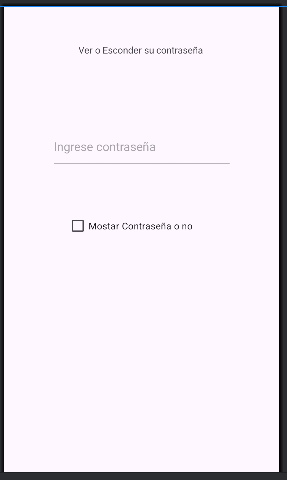 Ver o Esconder su contraseña
Ingrese contraseña
Mostar Contraseña o no